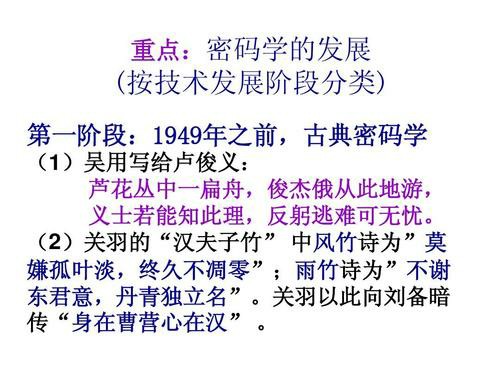 重点：密码学的发展
(按技术发展阶段分类)
第一阶段：1949年之前，古典密码学
（1）吴用写给卢俊义：
芦花丛中一扁舟，俊杰俄从此地游，
义士若能知此理，反躬逃难可无忧。
（2）关羽的“汉夫子竹” 中风竹诗为”莫
嫌孤叶淡，终久不凋零”；雨竹诗为”不谢
东君意，丹青独立名”。关羽以此向刘备暗
传“身在曹营心在汉” 。